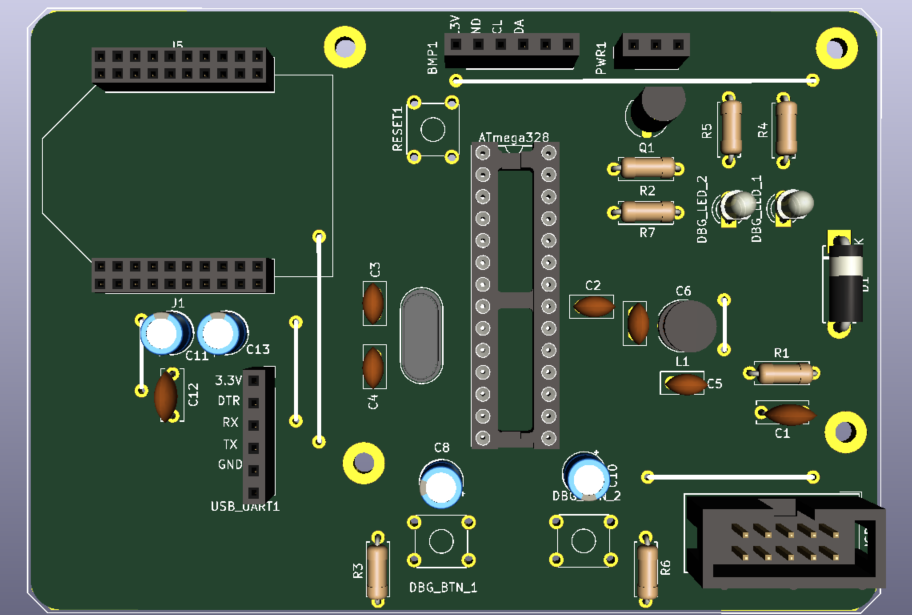 J5
BMP1
.3V
ND
CL
DA
PWR1
RESET1
ATmega328
Q1
R5
R4
R2
R7
DBG_LED_2
DBG_LED_1
K
D1
C3
C2
C6
J1
C11
C13
L1
R1
C4
C12
C5
3.3V
DTR
RX
TX
GND
USB_UART1
C1
C8
C10
DBG_BTN_2
R3
R6
DBG_BTN_1